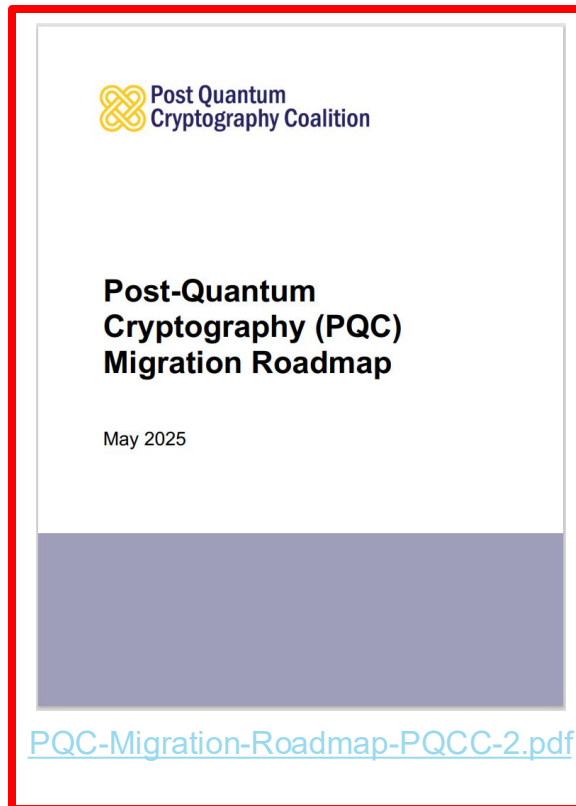 Post Quantum
Cryptography Coalition
Post-Quantum
Cryptography (PQC)
Migration Roadmap
May 2025
PQC-Migration-Roadmap-PQCC-2.pdf